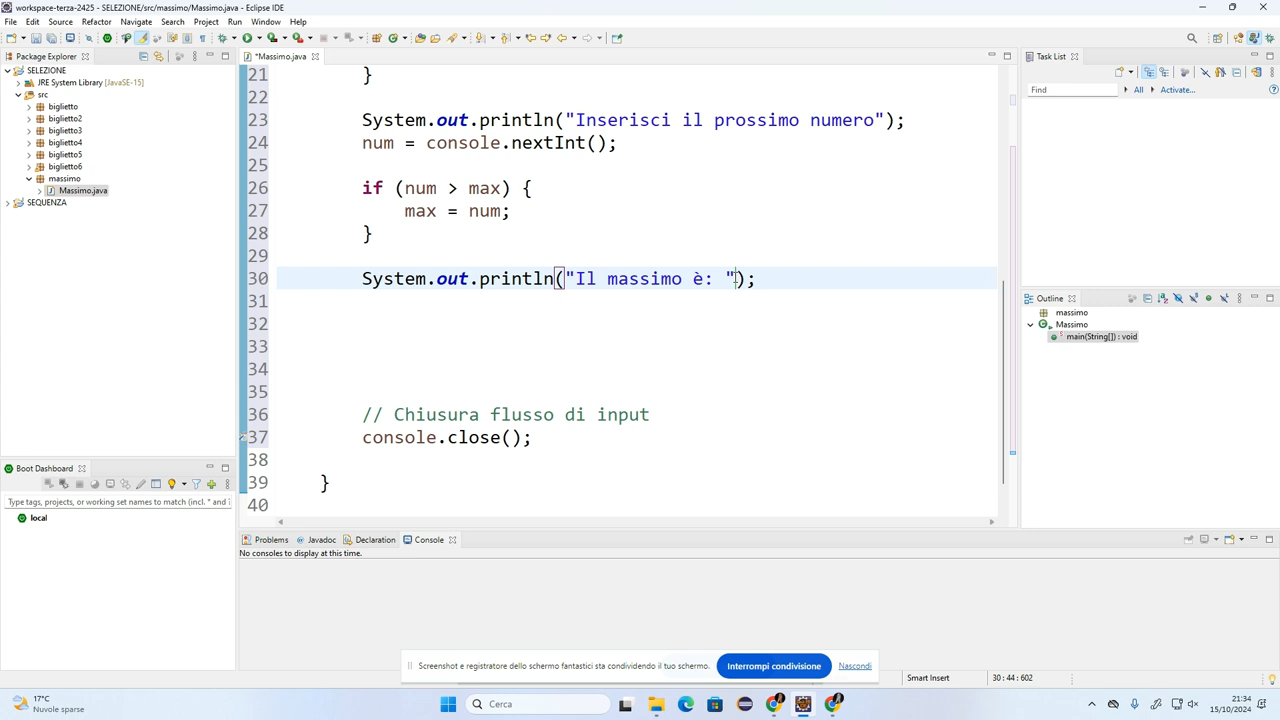 workspace-terza-2425 - SELEZIONE/src/massimo/Massimo.java - Eclipse IDE
File Edit Source Refactor Navigate Search Project Run Window Help
Package Explorer
SELEZIONE
JRE System Library [JavaSE-15]
src
biglietto
biglietto2
biglietto3
biglietto4
biglietto5
biglietto6
massimo
Massimo.java
SEQUENZA
*Massimo.java
21 }
22
23 System.out.println("Inserisci il prossimo numero");
24 num = console.nextInt();
25
26 if (num > max) {
27 max = num;
28 }
29
30 System.out.println("Il massimo è: ");
31
32
33
34
35
36 // Chiusura flusso di input
37 console.close();
38
39 }
40
Task List
Find All Activate...
Outline
massimo
Massimo
main(String[]) : void
Boot Dashboard
Type tags, projects, or working set names to match (incl. * and
local
Problems Javadoc Declaration Console
No consoles to display at this time.
Screenshot e registratore dello schermo fantastici sta condividendo il tuo schermo. Interrompi condivisione Nascondi
Smart Insert 30 : 44 : 602
17°C
Nuvole sparse
Cerca
21:34
15/10/2024